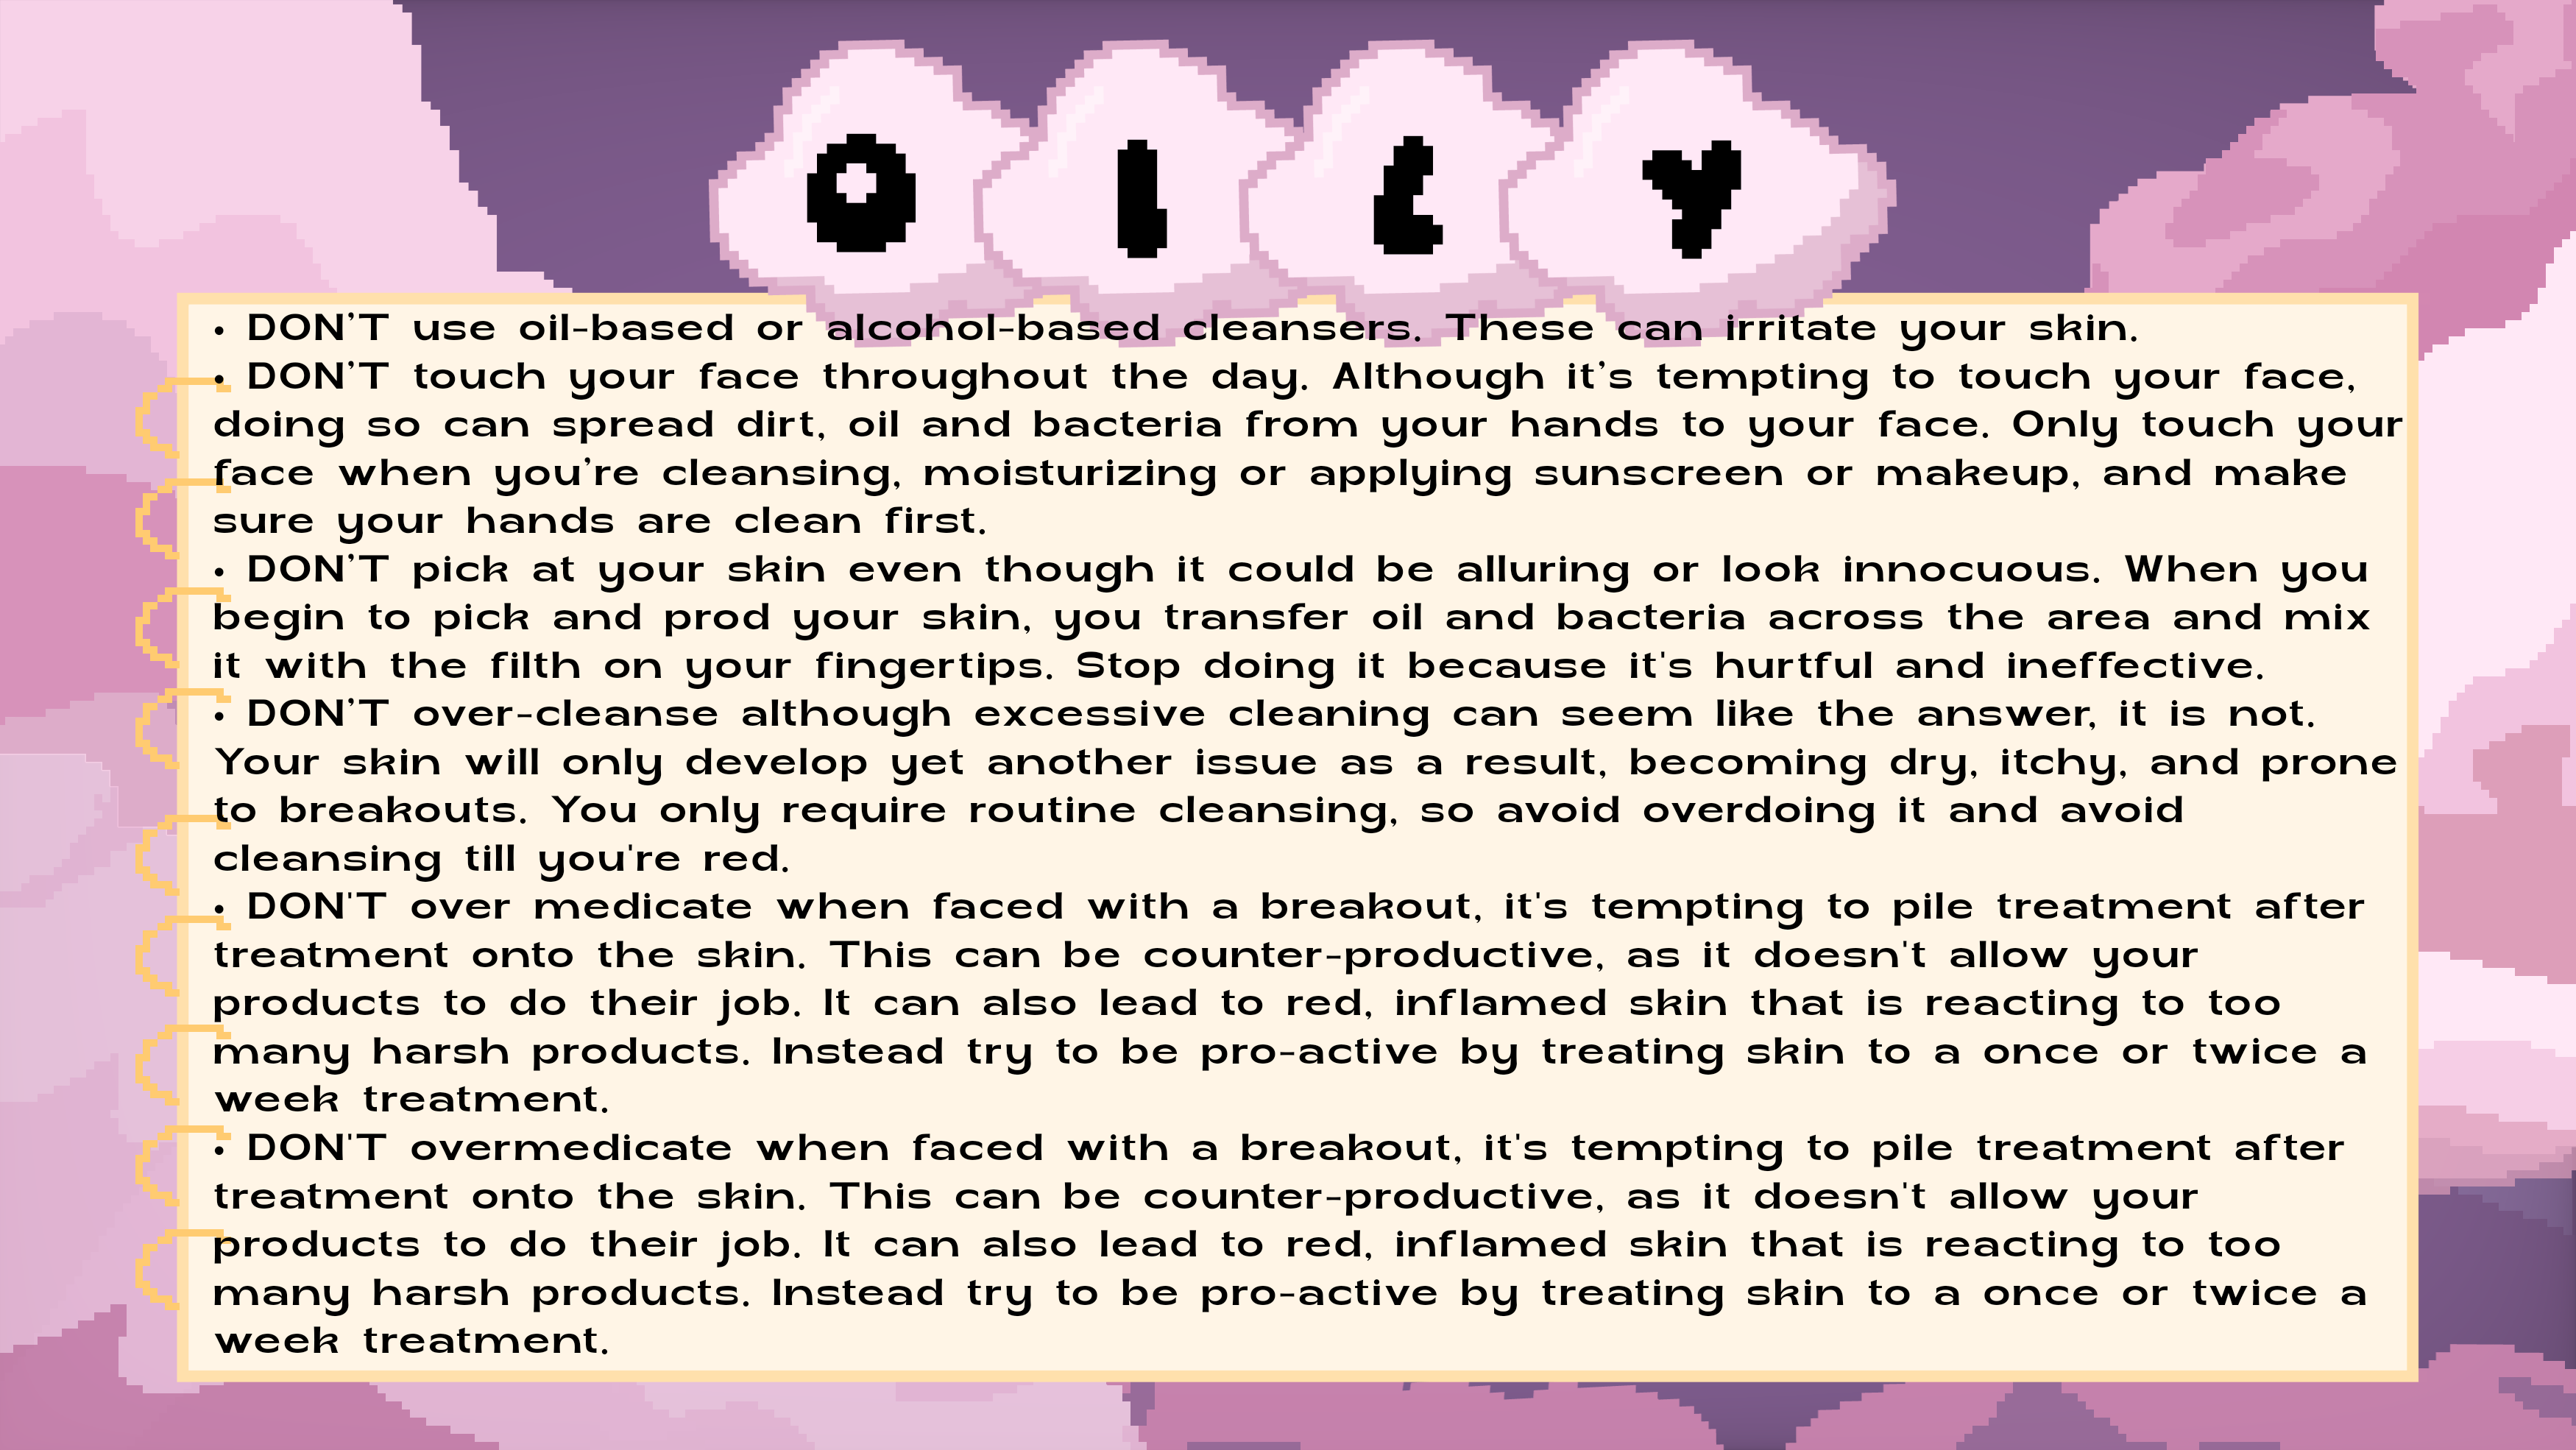 OILY
• DON’T use oil-based or alcohol-based cleansers. These can irritate your skin.
• DON’T touch your face throughout the day. Although it’s tempting to touch your face,
doing so can spread dirt, oil and bacteria from your hands to your face. Only touch your
face when you’re cleansing, moisturizing or applying sunscreen or makeup, and make
sure your hands are clean first.
• DON’T pick at your skin even though it could be alluring or look innocuous. When you
begin to pick and prod your skin, you transfer oil and bacteria across the area and mix
it with the filth on your fingertips. Stop doing it because it's hurtful and ineffective.
• DON’T over-cleanse although excessive cleaning can seem like the answer, it is not.
Your skin will only develop yet another issue as a result, becoming dry, itchy, and prone
to breakouts. You only require routine cleansing, so avoid overdoing it and avoid
cleansing till you're red.
• DON'T over medicate when faced with a breakout, it's tempting to pile treatment after
treatment onto the skin. This can be counter-productive, as it doesn't allow your
products to do their job. It can also lead to red, inflamed skin that is reacting to too
many harsh products. Instead try to be pro-active by treating skin to a once or twice a
week treatment.
• DON'T overmedicate when faced with a breakout, it's tempting to pile treatment after
treatment onto the skin. This can be counter-productive, as it doesn't allow your
products to do their job. It can also lead to red, inflamed skin that is reacting to too
many harsh products. Instead try to be pro-active by treating skin to a once or twice a
week treatment.